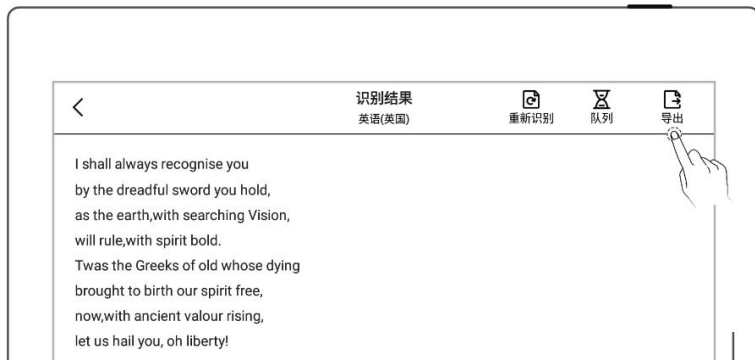 识别结果
英语(英国)
重新识别
队列
导出
I shall always recognise you
by the dreadful sword you hold,
as the earth,with searching Vision,
will rule,with spirit bold.
Twas the Greeks of old whose dying
brought to birth our spirit free,
now,with ancient valour rising,
let us hail you, oh liberty!